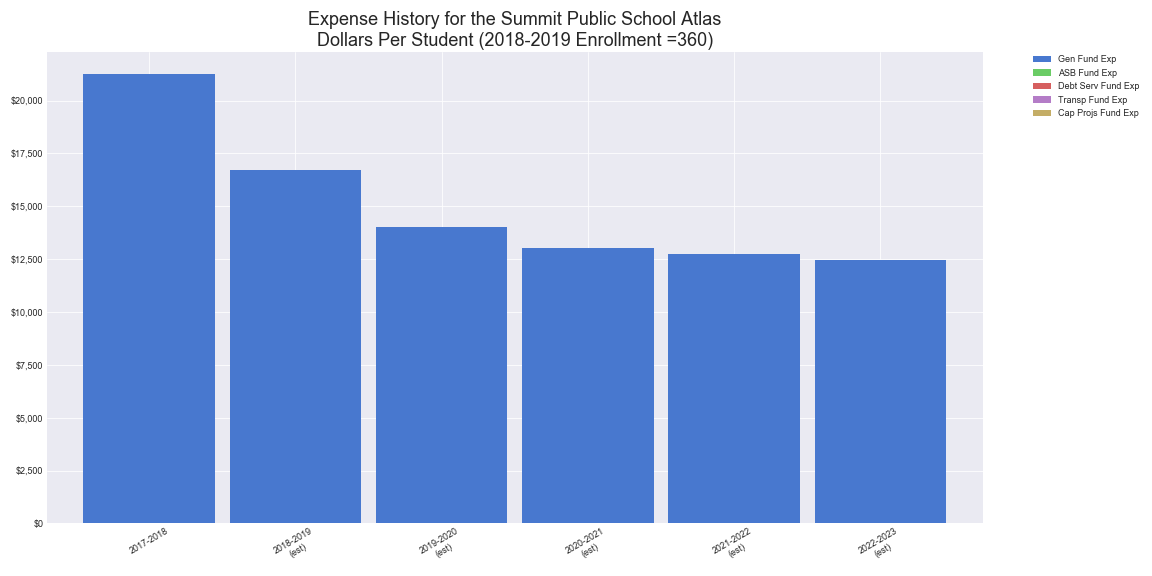 Expense History for the Summit Public School Atlas
Dollars Per Student (2018-2019 Enrollment =360)
Gen Fund Exp
ASB Fund Exp
Debt Serv Fund Exp
Transp Fund Exp
Cap Projs Fund Exp
$20,000
$17,500
$15,000
$12,500
$10,000
$7,500
$5,000
$2,500
$0
2017-2018
2018-2019
(est)
2019-2020
(est)
2020-2021
(est)
2021-2022
(est)
2022-2023
(est)